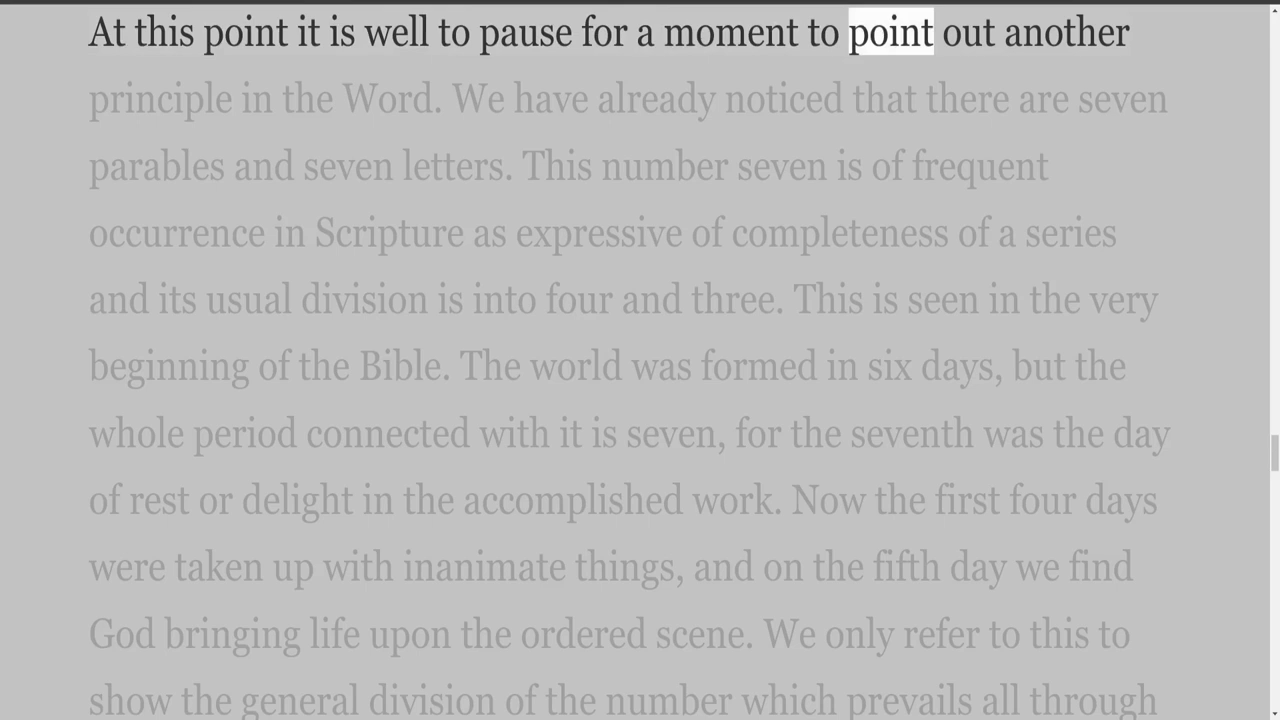 At this point it is well to pause for a moment to point out another
principle in the Word. We have already noticed that there are seven
parables and seven letters. This number seven is of frequent
occurrence in Scripture as expressive of completeness of a series
and its usual division is into four and three. This is seen in the very
beginning of the Bible. The world was formed in six days, but the
whole period connected with it is seven, for the seventh was the day
of rest or delight in the accomplished work. Now the first four days
were taken up with inanimate things, and on the fifth day we find
God bringing life upon the ordered scene. We only refer to this to
show the general division of the number which prevails all through